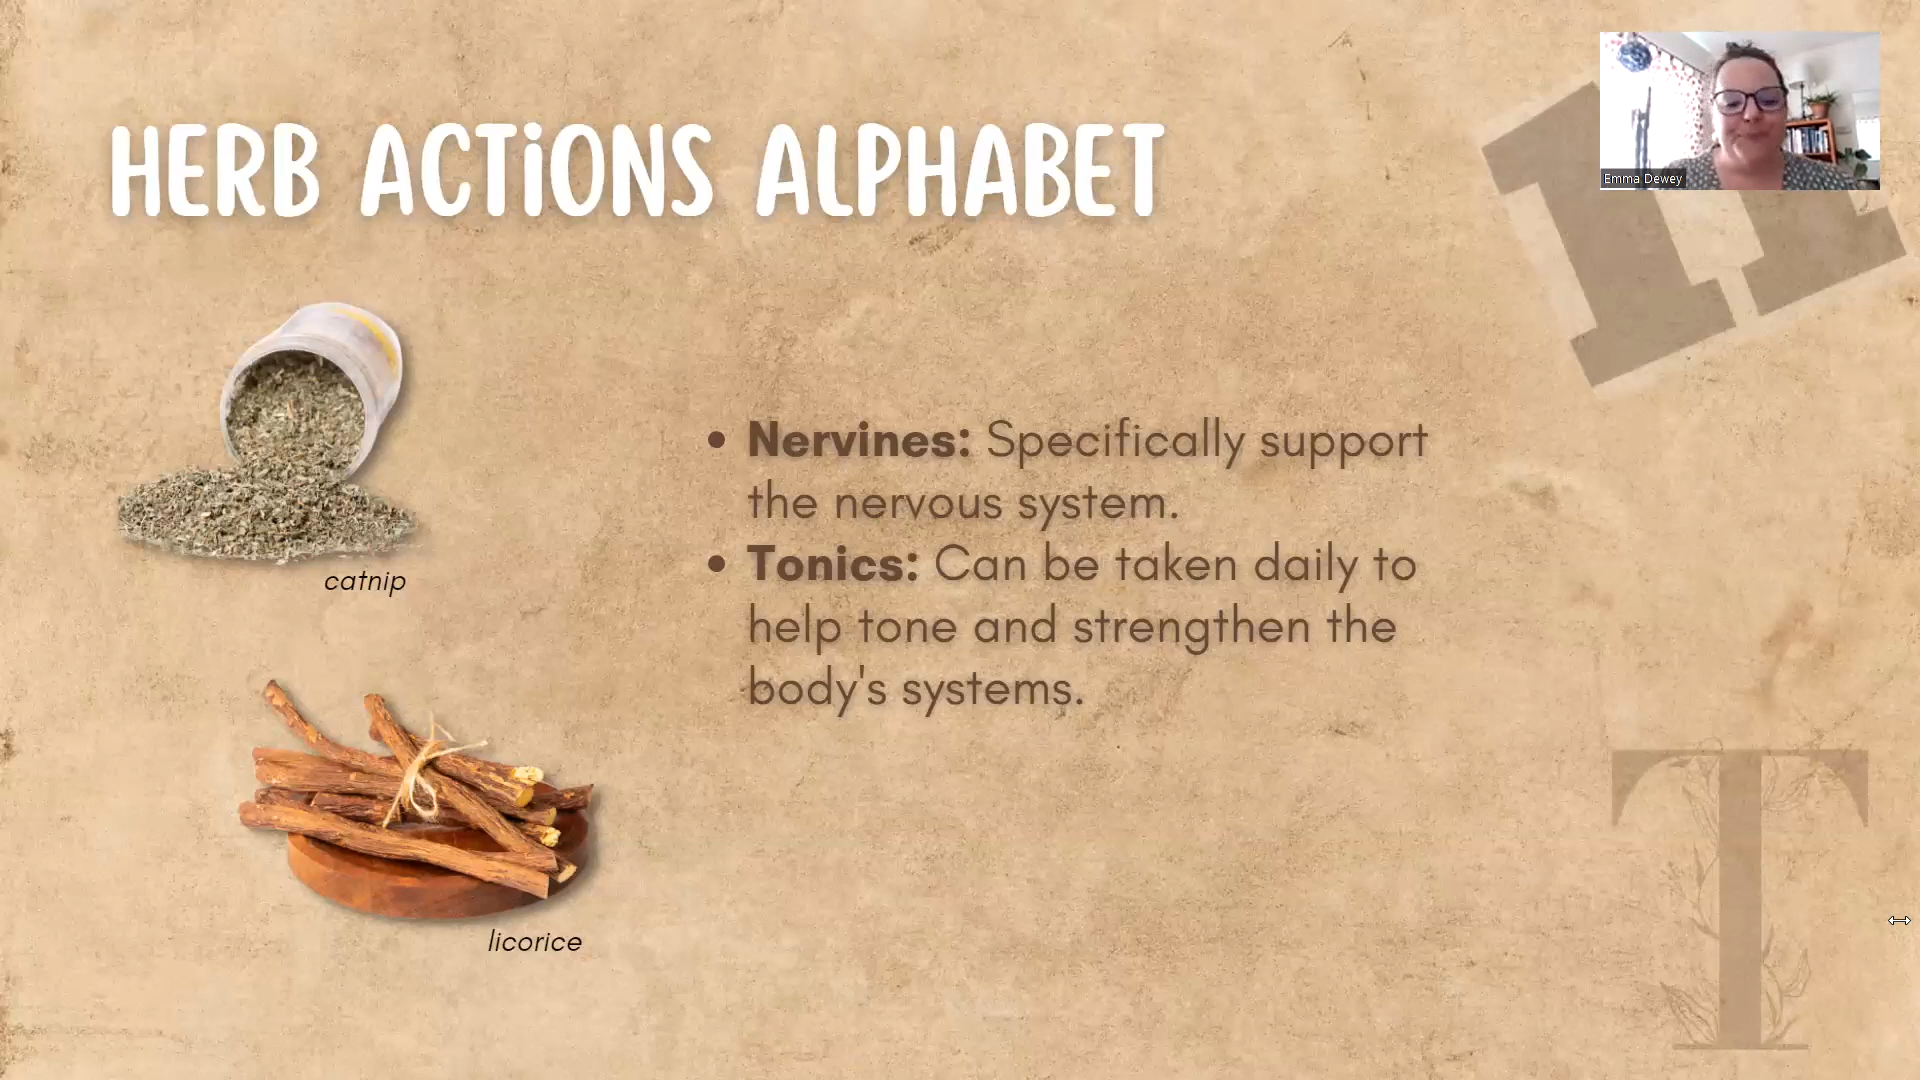 HERB ACTiONS ALPHABET
Emma Dewey
Nervines: Specifically support
the nervous system.
Tonics: Can be taken daily to
help tone and strengthen the
body's systems.
catnip
licorice
T